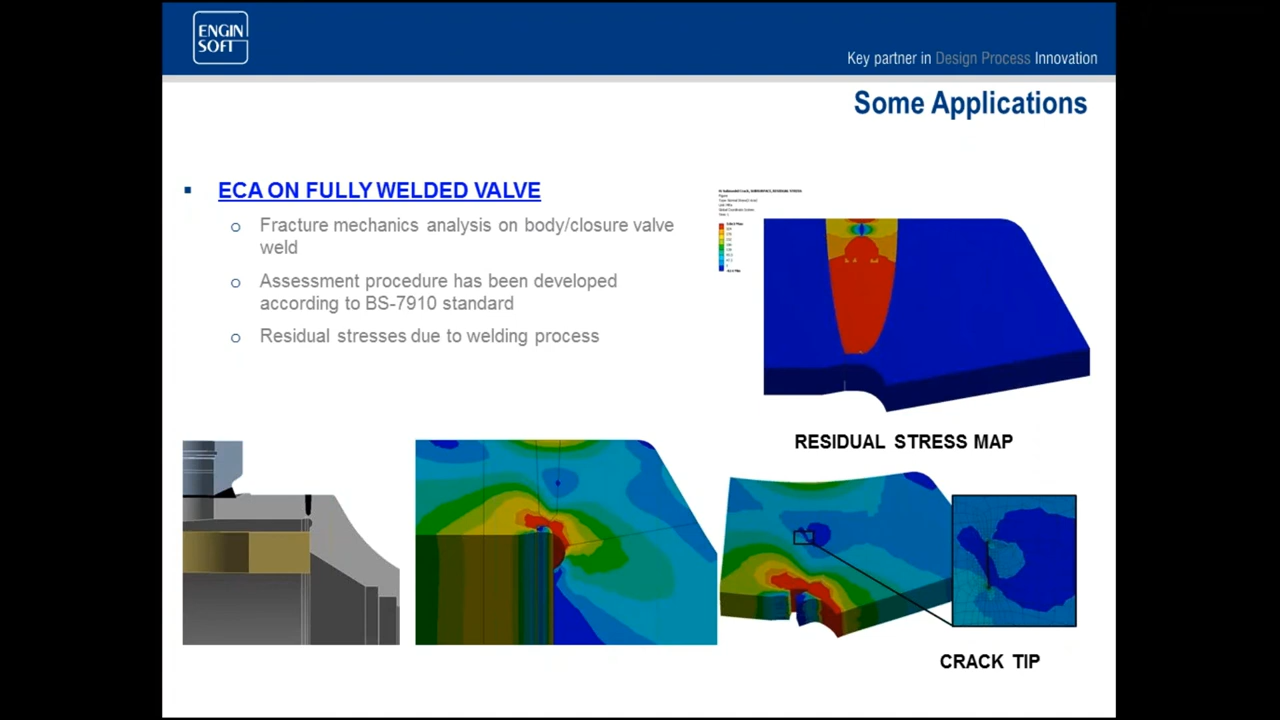 ENGIN
SOFT
Key partner in Design Process Innovation
Some Applications
ECA ON FULLY WELDED VALVE
Fracture mechanics analysis on body/closure valve
weld
Assessment procedure has been developed
according to BS-7910 standard
Residual stresses due to welding process
RESIDUAL STRESS MAP
CRACK TIP